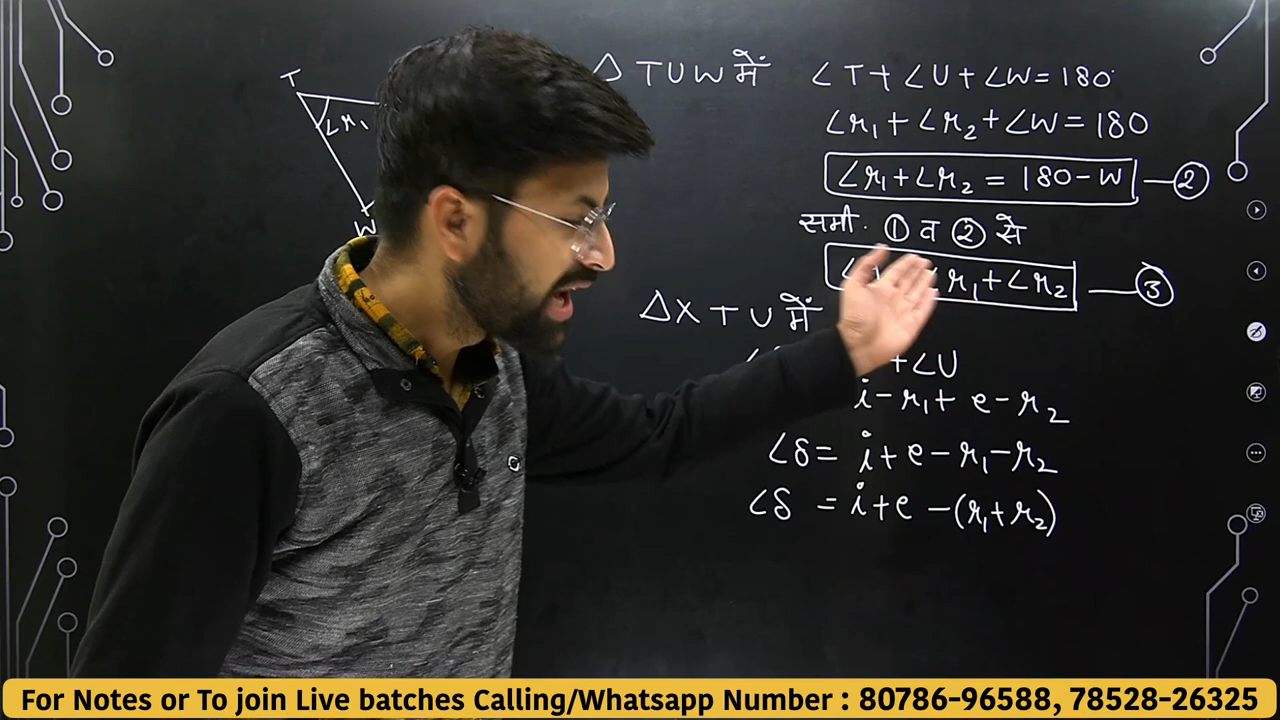 T
∠r₁
W
Δ TUW में ∠T + ∠U + ∠W = 180
∠r₁ + ∠r₂ + ∠W = 180
∠r₁ + ∠r₂ = 180 - W — ②
समी. ① व ② से
∠r₁ + ∠r₂ — ③
Δ X T U में
+ ∠U
i - r₁ + e - r₂
∠δ = i + e - r₁ - r₂
∠δ = i + e - (r₁ + r₂)
For Notes or To join Live batches Calling/Whatsapp Number : 80786-96588, 78528-26325